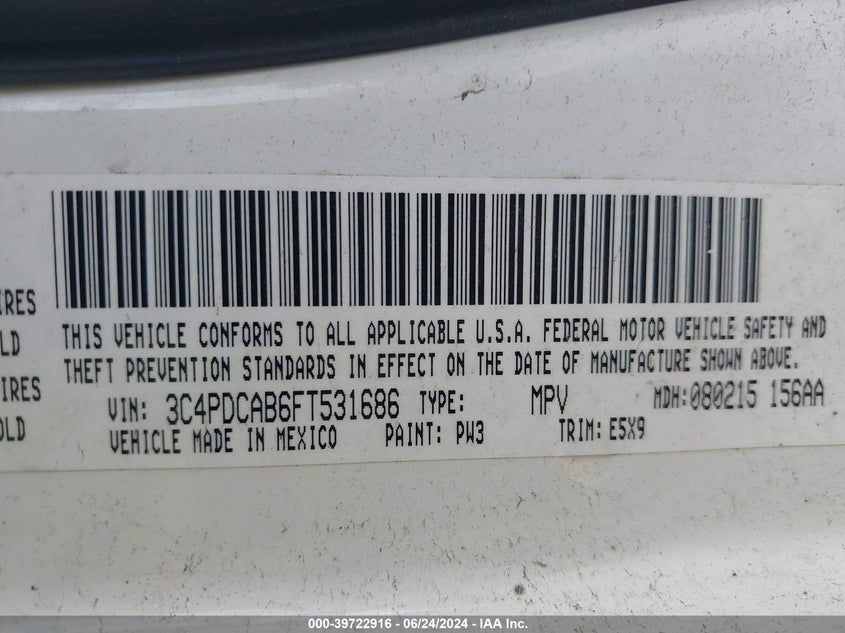 IRES
LD
IRES
OLD
THIS VEHICLE CONFORMS TO ALL APPLICABLE U.S.A. FEDERAL MOTOR VEHICLE SAFETY AND
THEFT PREVENTION STANDARDS IN EFFECT ON THE DATE OF MANUFACTURE SHOWN ABOVE.
VIN: 3C4PDCAB6FT531686 TYPE: MPV MDH:080215 156AA
VEHICLE MADE IN MEXICO PAINT: PW3 TRIM: E5X9
000-39722916 - 06/24/2024 - IAA Inc.